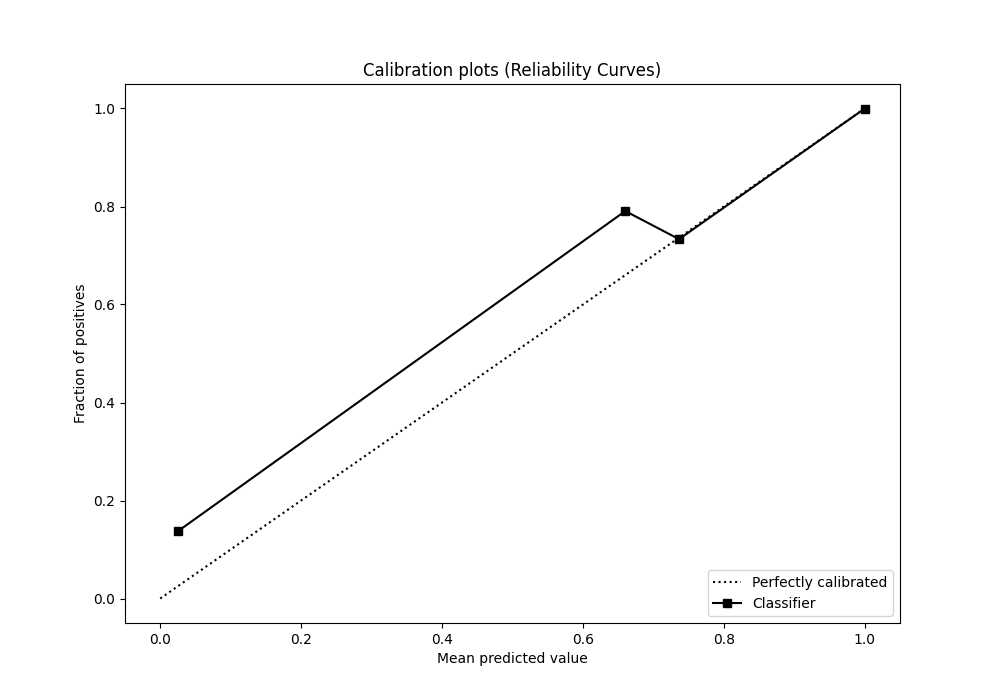 Calibration plots (Reliability Curves)
1.0
0.8
0.6
0.4
0.2
0.0
Fraction of positives
0.0 0.2 0.4 0.6 0.8 1.0
Mean predicted value
Perfectly calibrated
Classifier